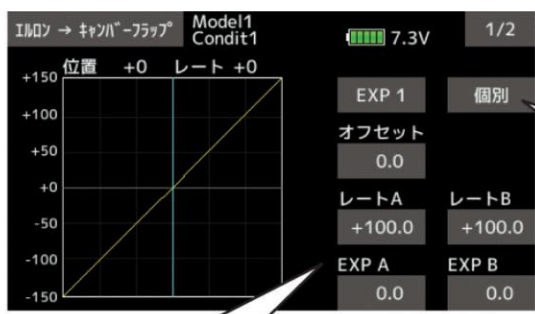 エルロン → キャンバーフラップ
Model1
Condit1
7.3V
1/2
位置 +0 レート +0
+150
+100
+50
+0
-50
-100
-150
EXP 1
個別
オフセット
0.0
レートA レートB
+100.0 +100.0
EXP A EXP B
0.0 0.0